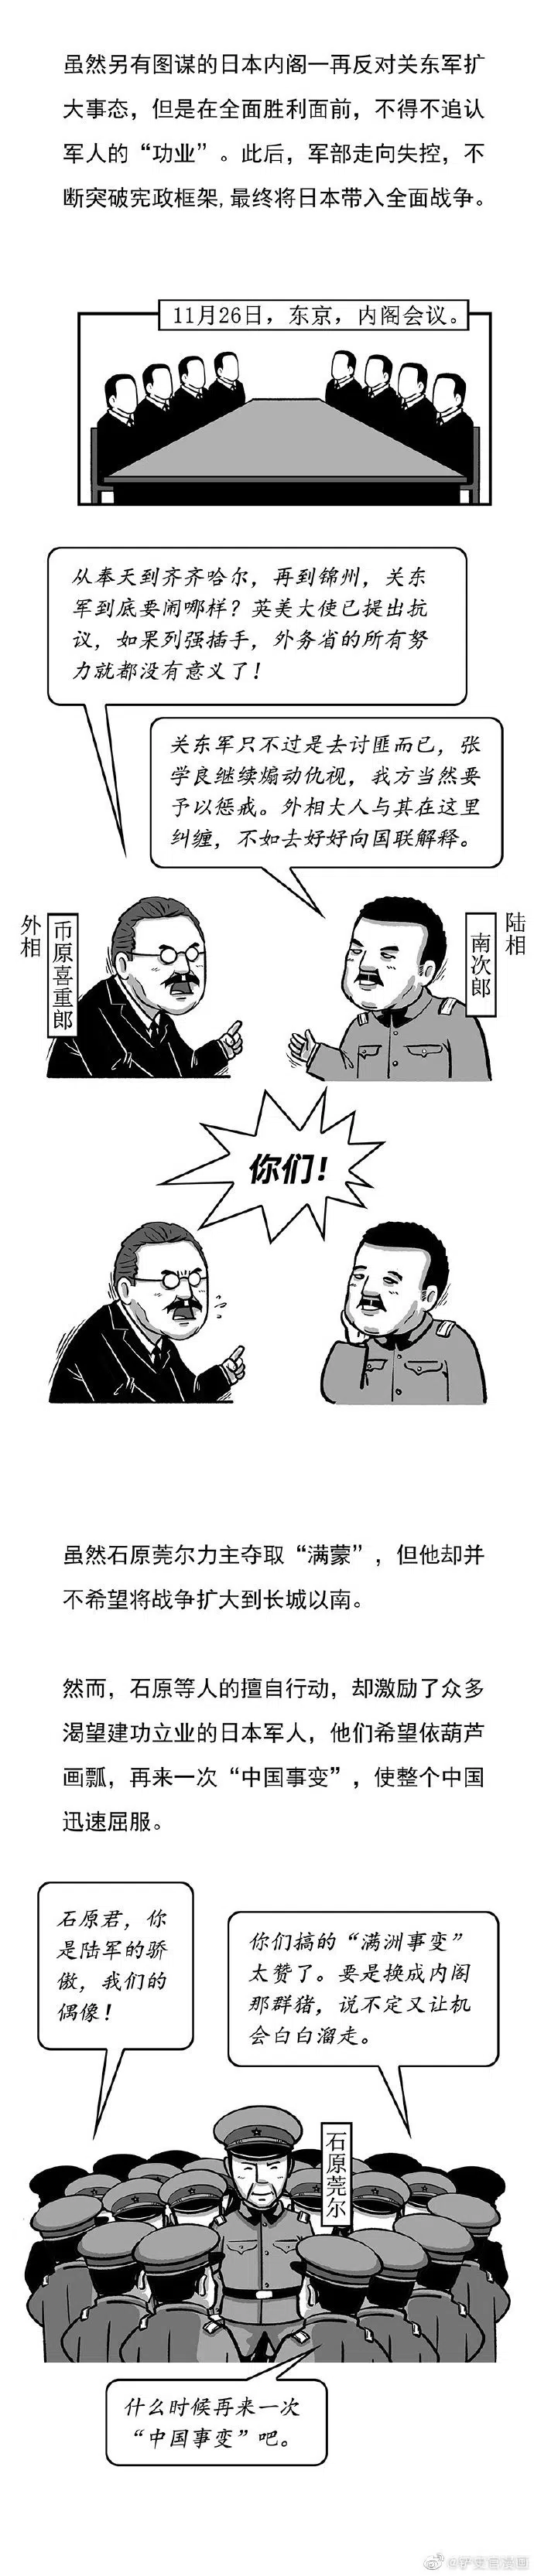 虽然另有图谋的日本内阁一再反对关东军扩
大事态，但是在全面胜利面前，不得不追认
军人的“功业”。此后，军部走向失控，不
断突破宪政框架,最终将日本带入全面战争。
11月26日，东京，内阁会议。
从奉天到齐齐哈尔，再到锦州，关东
军到底要闹哪样？英美大使已提出抗
议，如果列强插手，外务省的所有努
力就都没有意义了！
关东军只不过是去讨匪而已，张
学良继续煽动仇视，我方当然要
予以惩戒。外相大人与其在这里
纠缠，不如去好好向国联解释。
外相
币原喜重郎
陆相
南次郎
你们！
虽然石原莞尔力主夺取“满蒙”，但他却并
不希望将战争扩大到长城以南。
然而，石原等人的擅自行动，却激励了众多
渴望建功立业的日本军人，他们希望依葫芦
画瓢，再来一次“中国事变”，使整个中国
迅速屈服。
石原君，你
是陆军的骄
傲，我们的
偶像！
你们搞的“满洲事变”
太赞了。要是换成内阁
那群猪，说不定又让机
会白白溜走。
石原莞尔
什么时候再来一次
“中国事变”吧。